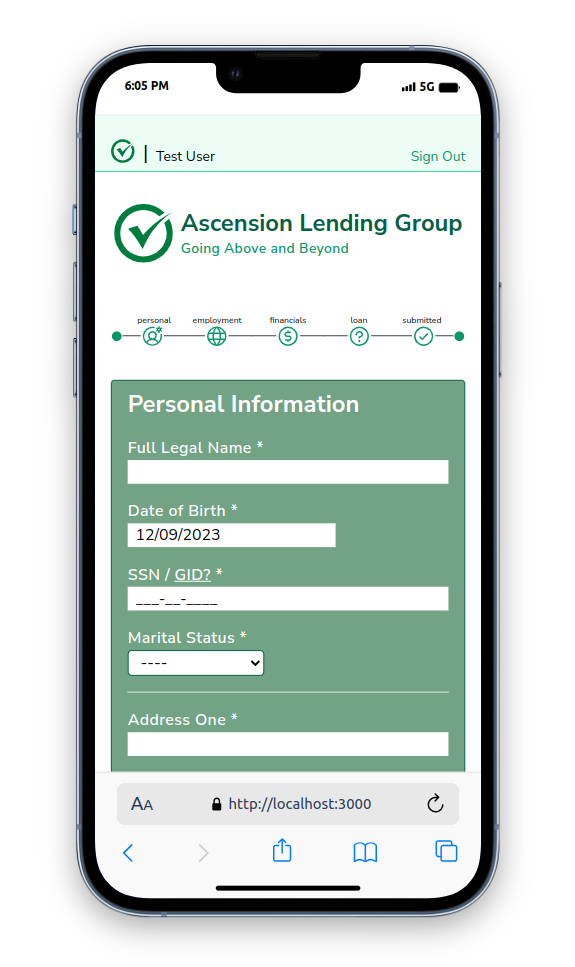 6:05 PM 5G
| Test User Sign Out
Ascension Lending Group
Going Above and Beyond
personal employment financials loan submitted
Personal Information
Full Legal Name *
Date of Birth *
12/09/2023
SSN / GID? *
___-__-____
Marital Status *
----
Address One *
AA http://localhost:3000